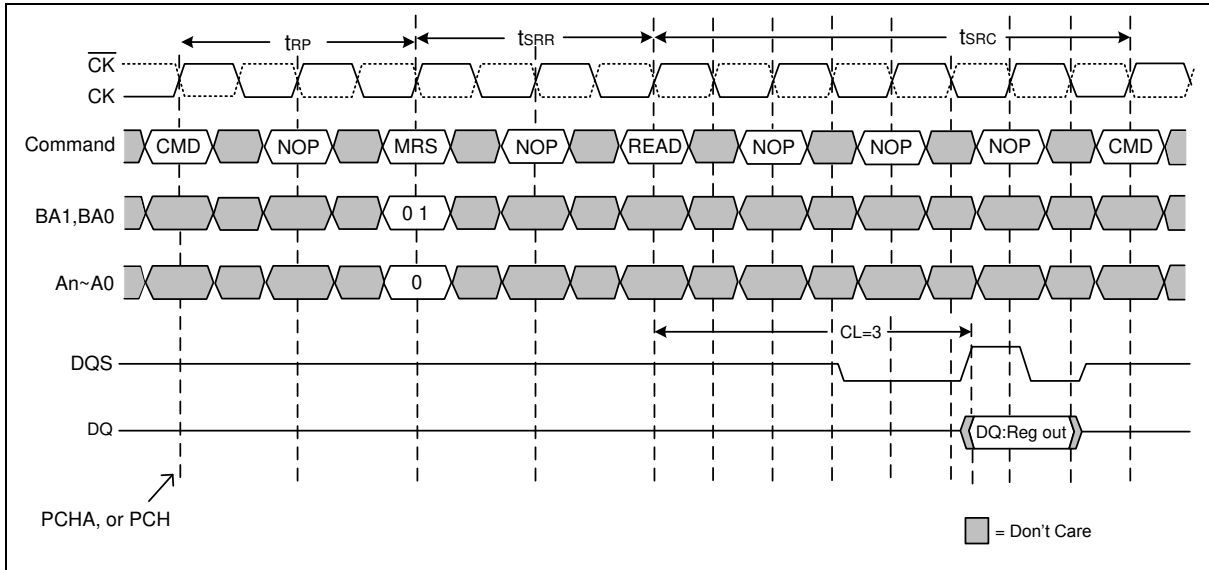 tRP tSRR tSRC
CK
CK
Command CMD NOP MRS NOP READ NOP NOP NOP CMD
BA1,BA0 0 1
An~A0 0
CL=3
DQS
DQ DQ:Reg out
PCHA, or PCH
= Don't Care